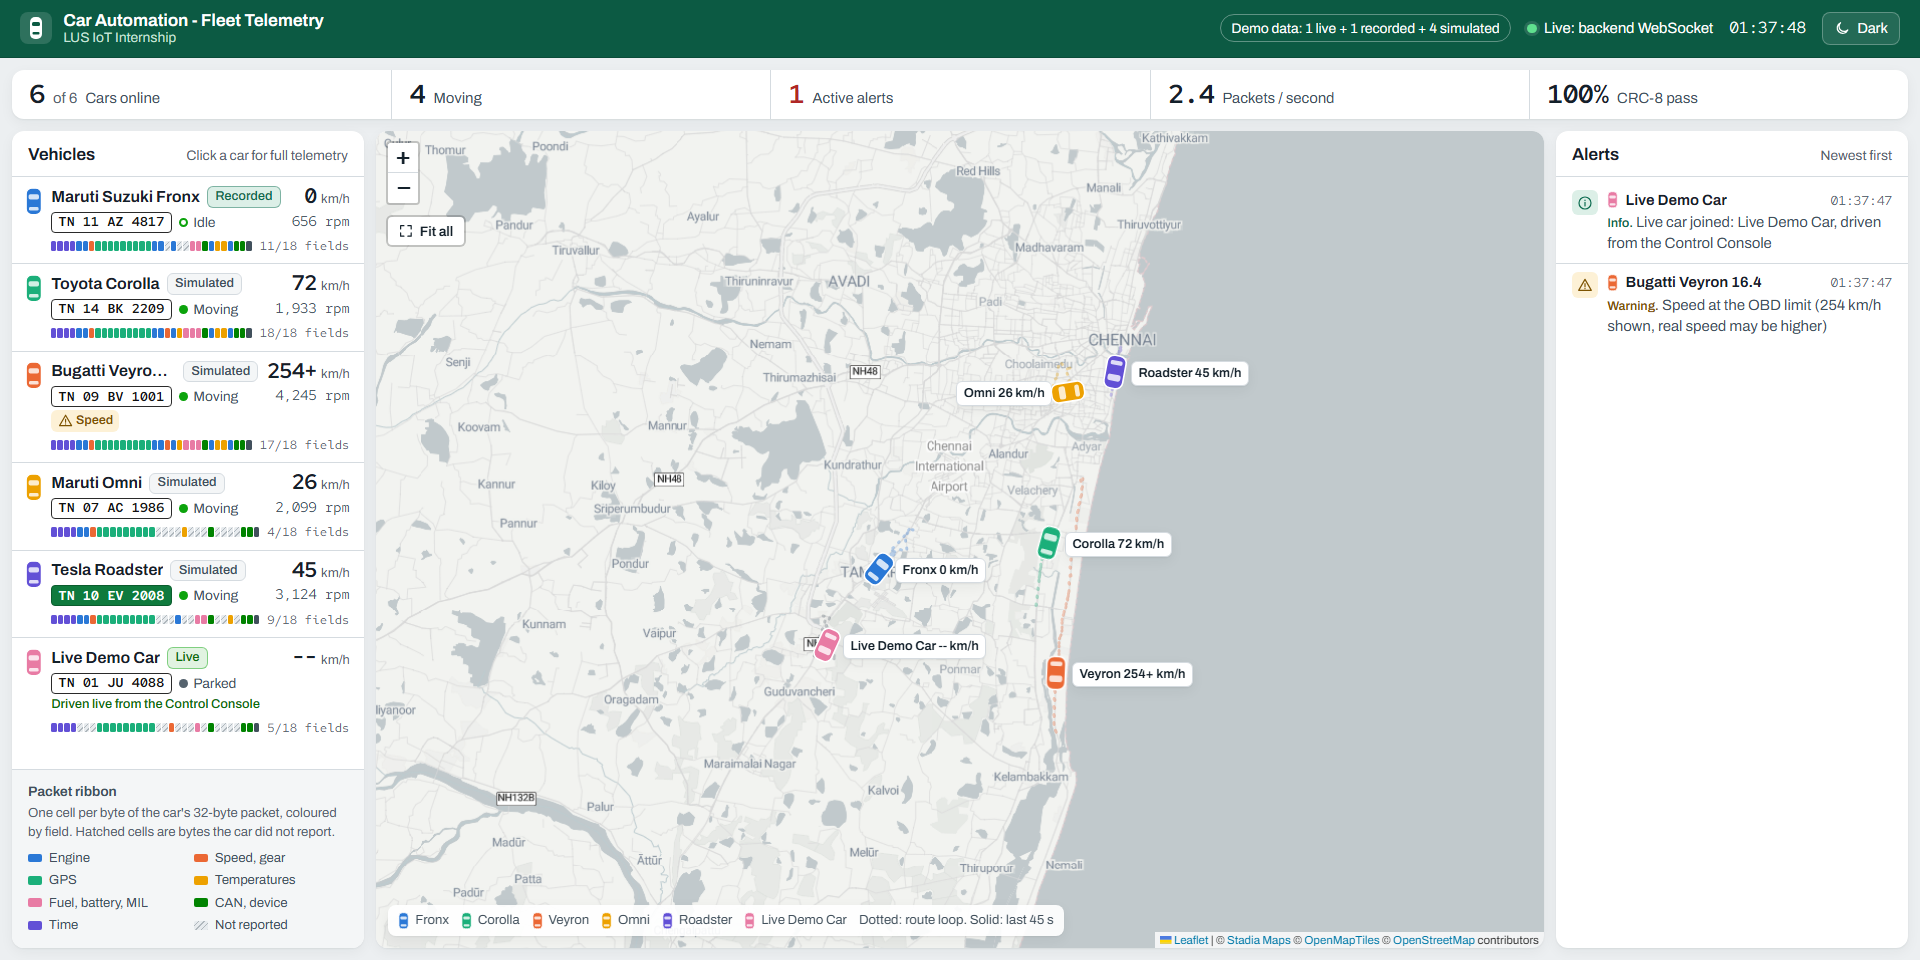 Car Automation - Fleet Telemetry
LUS IoT Internship
Demo data: 1 live + 1 recorded + 4 simulated
Live: backend WebSocket
01:37:48
Dark
6 of 6 Cars online
4 Moving
1 Active alerts
2.4 Packets / second
100% CRC-8 pass
Vehicles
Click a car for full telemetry
Maruti Suzuki Fronx Recorded 0 km/h
TN 11 AZ 4817 Idle 656 rpm
11/18 fields
Toyota Corolla Simulated 72 km/h
TN 14 BK 2209 Moving 1,933 rpm
18/18 fields
Bugatti Veyro... Simulated 254+ km/h
TN 09 BV 1001 Moving 4,245 rpm
Speed
17/18 fields
Maruti Omni Simulated 26 km/h
TN 07 AC 1986 Moving 2,099 rpm
4/18 fields
Tesla Roadster Simulated 45 km/h
TN 10 EV 2008 Moving 3,124 rpm
9/18 fields
Live Demo Car Live -- km/h
TN 01 JU 4088 Parked
Driven live from the Control Console
5/18 fields
Packet ribbon
One cell per byte of the car's 32-byte packet, coloured
by field. Hatched cells are bytes the car did not report.
Engine
Speed, gear
GPS
Temperatures
Fuel, battery, MIL
CAN, device
Time
Not reported
+
−
Fit all
Thomur
Poondi
Kathivakkam
Red Hills
Manali
Ayalur
Pandur
Thiruvottiyur
Tiruvallur
Madhavaram
Thiruninravur
AVADI
Padi
Nemam
CHENNAI
Senji
Choolaimedu
Thirumazhisai
NH48
Roadster 45 km/h
Omni 26 km/h
Koovam
Mannur
Chennai
International
Airport
Alandur
Adyar
Kundrathur
NH48
Kannur
Kiloy
Velachery
Sriperumbudur
Pannur
Corolla 72 km/h
Pondur
Fronx 0 km/h
Kunnam
Vaipur
Live Demo Car -- km/h
Ponmar
Veyron 254+ km/h
Guduvancheri
Oragadam
Maraimalai Nagar
Kelambakkam
Kalvoi
NH132B
Palur
Madūr
Āttūr
Melūr
Thiruporur
Nemali
Patta
Padūr
Fronx
Corolla
Veyron
Omni
Roadster
Live Demo Car
Dotted: route loop. Solid: last 45 s
Leaflet | © Stadia Maps © OpenMapTiles © OpenStreetMap contributors
Alerts
Newest first
Live Demo Car 01:37:47
Info. Live car joined: Live Demo Car, driven
from the Control Console
Bugatti Veyron 16.4 01:37:47
Warning. Speed at the OBD limit (254 km/h
shown, real speed may be higher)